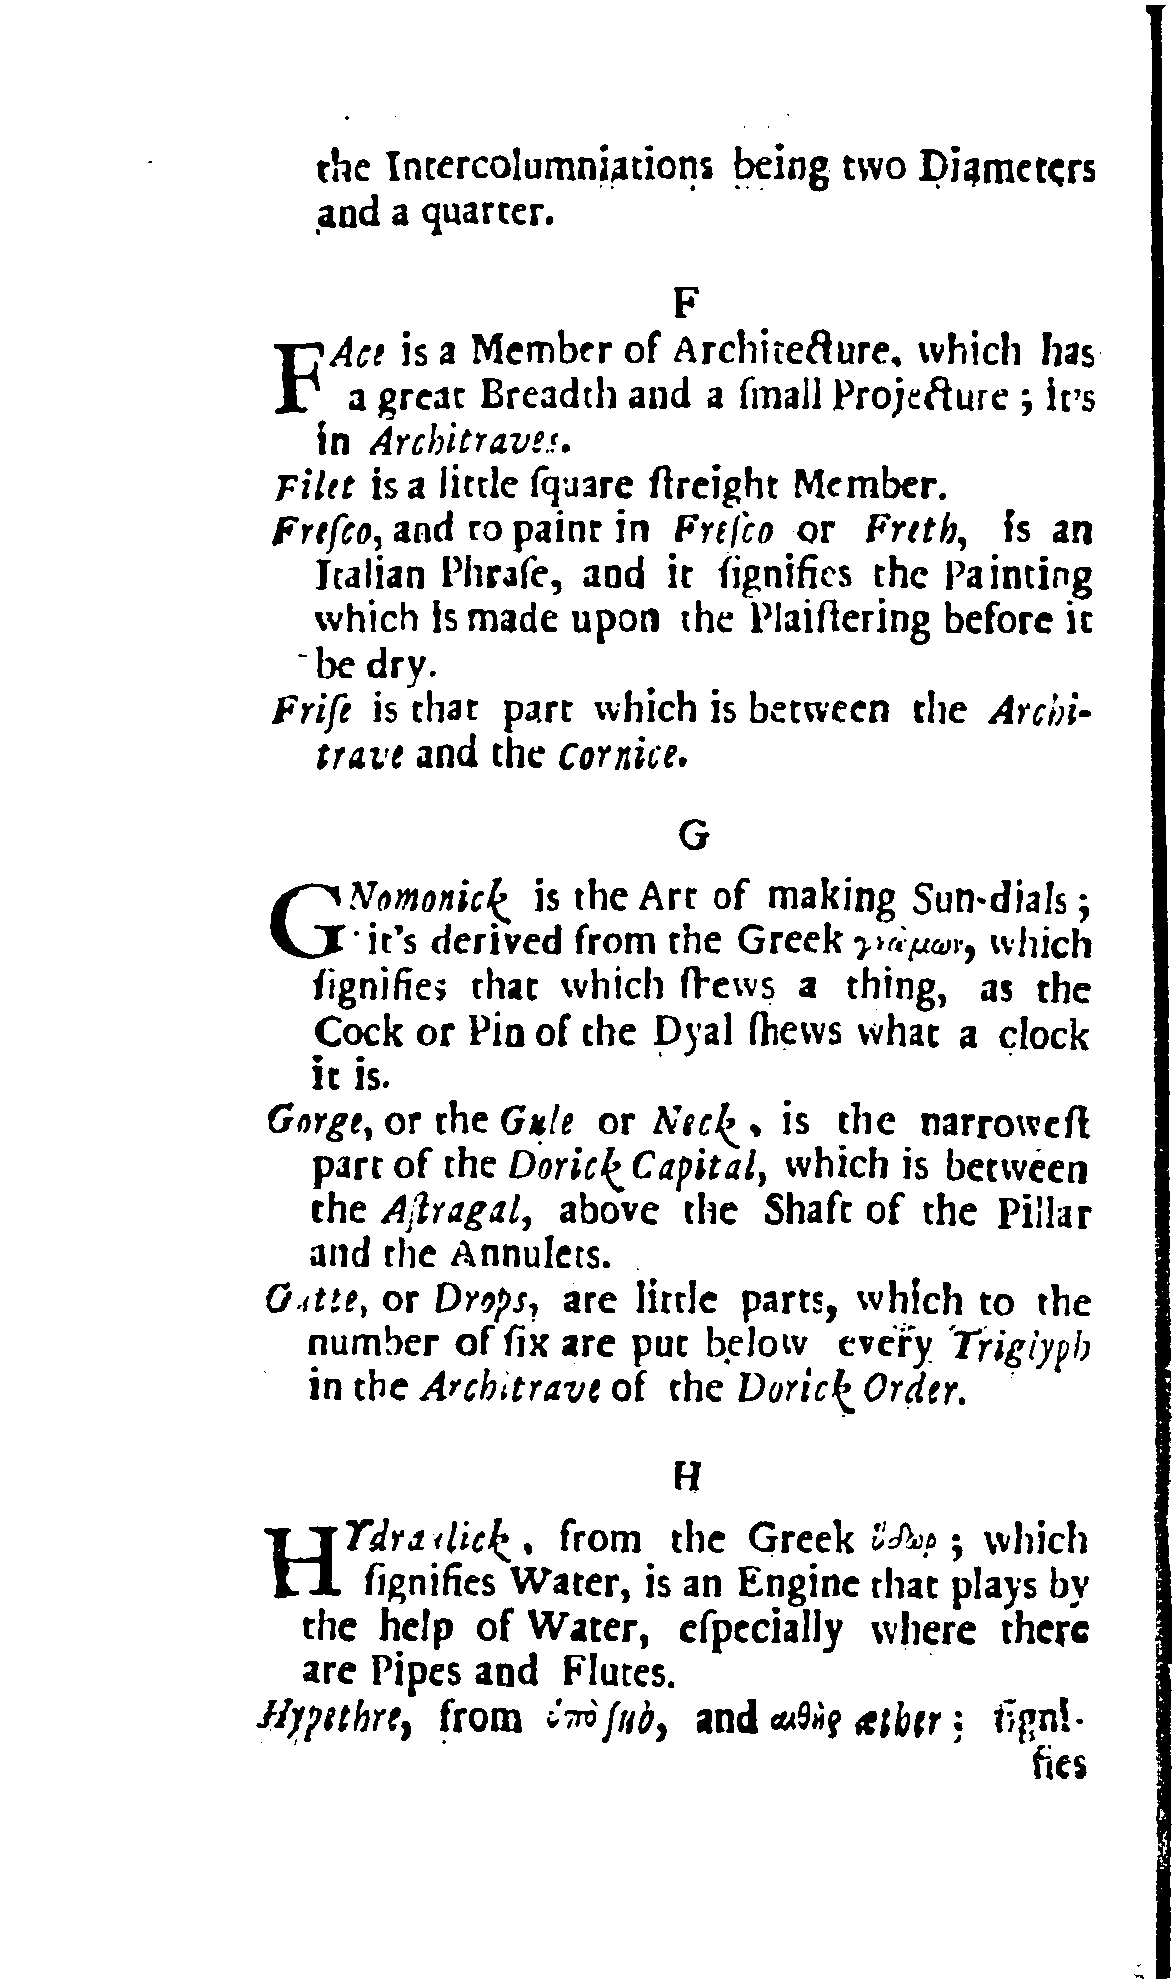 the Intercolumniations being two Diameters
and a quarter.
F
FAce is a Member of Architecture, which has
a great Breadth and a ſmall Projecture ; it's
in Architraves.
Filet is a little ſquare ſtreight Member.
Freſco, and to paint in Freſco or Freth, is an
Italian Phraſe, and it ſignifies the Painting
which is made upon the Plaiſtering before it
be dry.
Friſe is that part which is between the Archi-
trave and the Cornice.
G
GNomonick is the Art of making Sun-dials ;
it's derived from the Greek γνώμων, which
ſignifies that which ſhews a thing, as the
Cock or Pin of the Dyal ſhews what a clock
it is.
Gorge, or the Gule or Neck, is the narroweſt
part of the Dorick Capital, which is between
the Aſtragal, above the Shaft of the Pillar
and the Annulets.
Gatte, or Drops, are little parts, which to the
number of ſix are put below every Triglyph
in the Architrave of the Dorick Order.
H
HYdraulick, from the Greek ὕδωρ ; which
ſignifies Water, is an Engine that plays by
the help of Water, eſpecially where there
are Pipes and Flutes.
Hypethre, from ὑπὸ ſub, and αιθὴρ æther ; ſigni-
fies